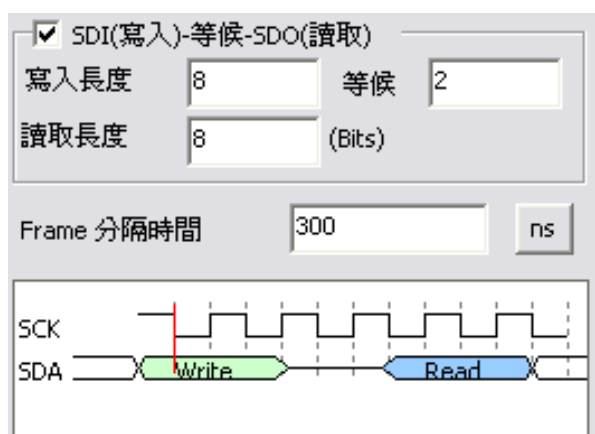 SDI(寫入)-等候-SDO(讀取)
寫入長度 8 等候 2
讀取長度 8 (Bits)
Frame 分隔時間 300 ns
SCK
SDA Write Read